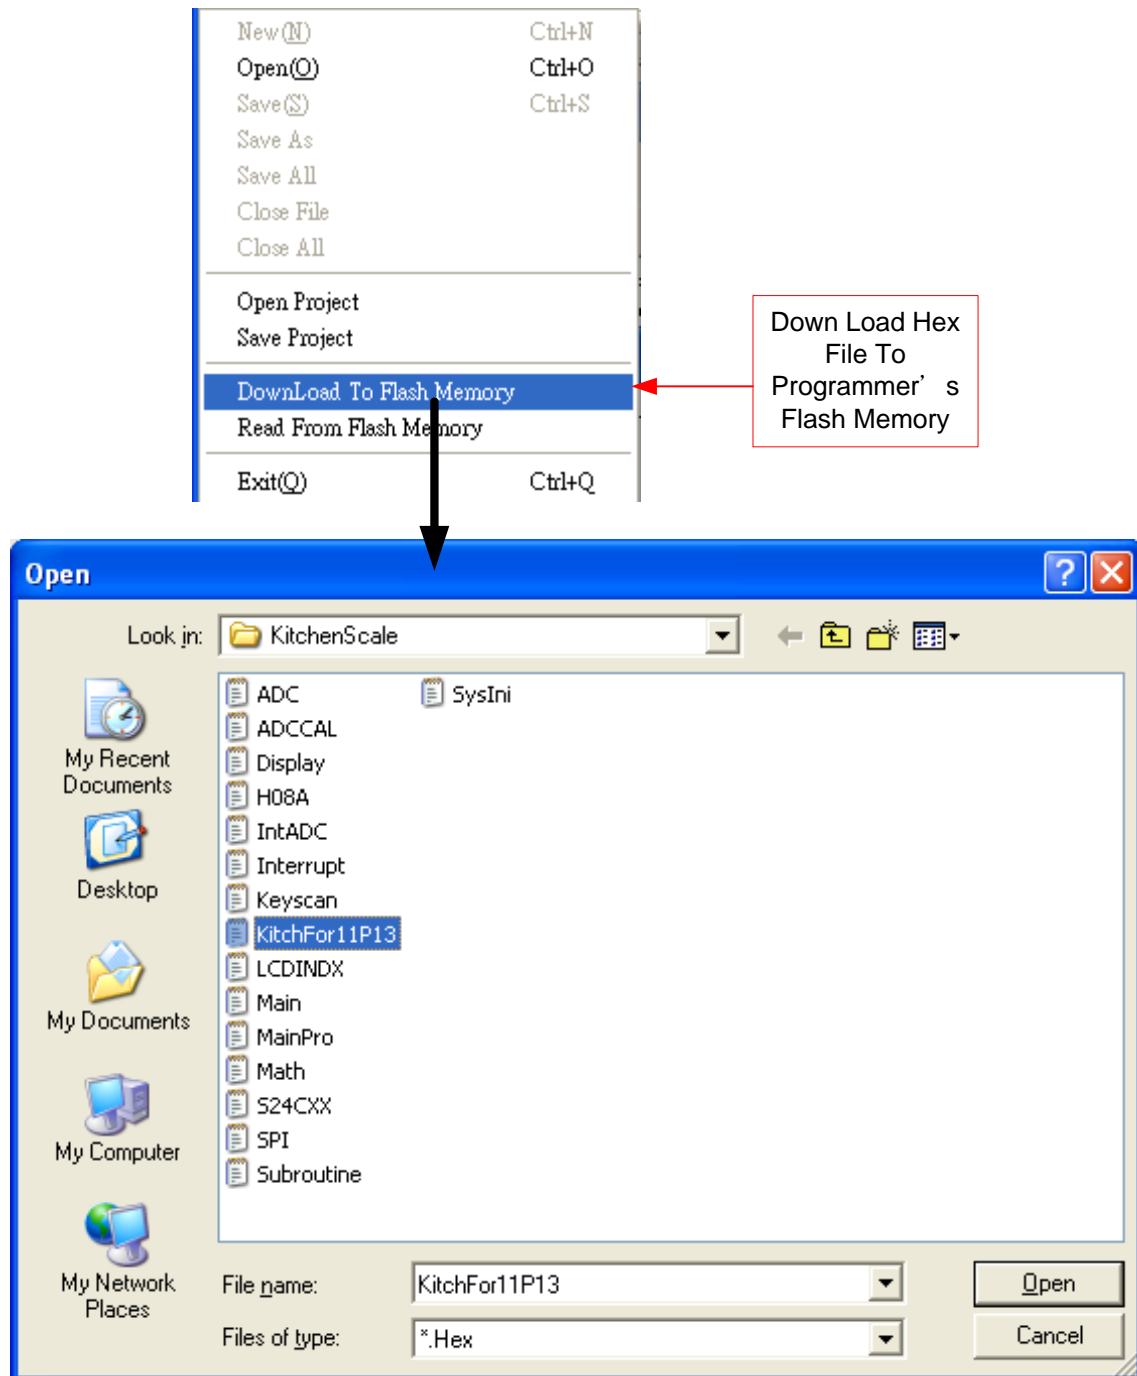 New(N) Ctrl+N
Open(O) Ctrl+O
Save(S) Ctrl+S
Save As
Save All
Close File
Close All
Open Project
Save Project
DownLoad To Flash Memory
Read From Flash Memory
Exit(Q) Ctrl+Q
Down Load Hex
File To
Programmer’ s
Flash Memory
Open
Look in: KitchenScale
My Recent
Documents
Desktop
My Documents
My Computer
My Network
Places
ADC
ADCCAL
Display
H08A
IntADC
Interrupt
Keyscan
KitchFor11P13
LCDINDX
Main
MainPro
Math
S24CXX
SPI
Subroutine
SysIni
File name: KitchFor11P13 Open
Files of type: *.Hex Cancel